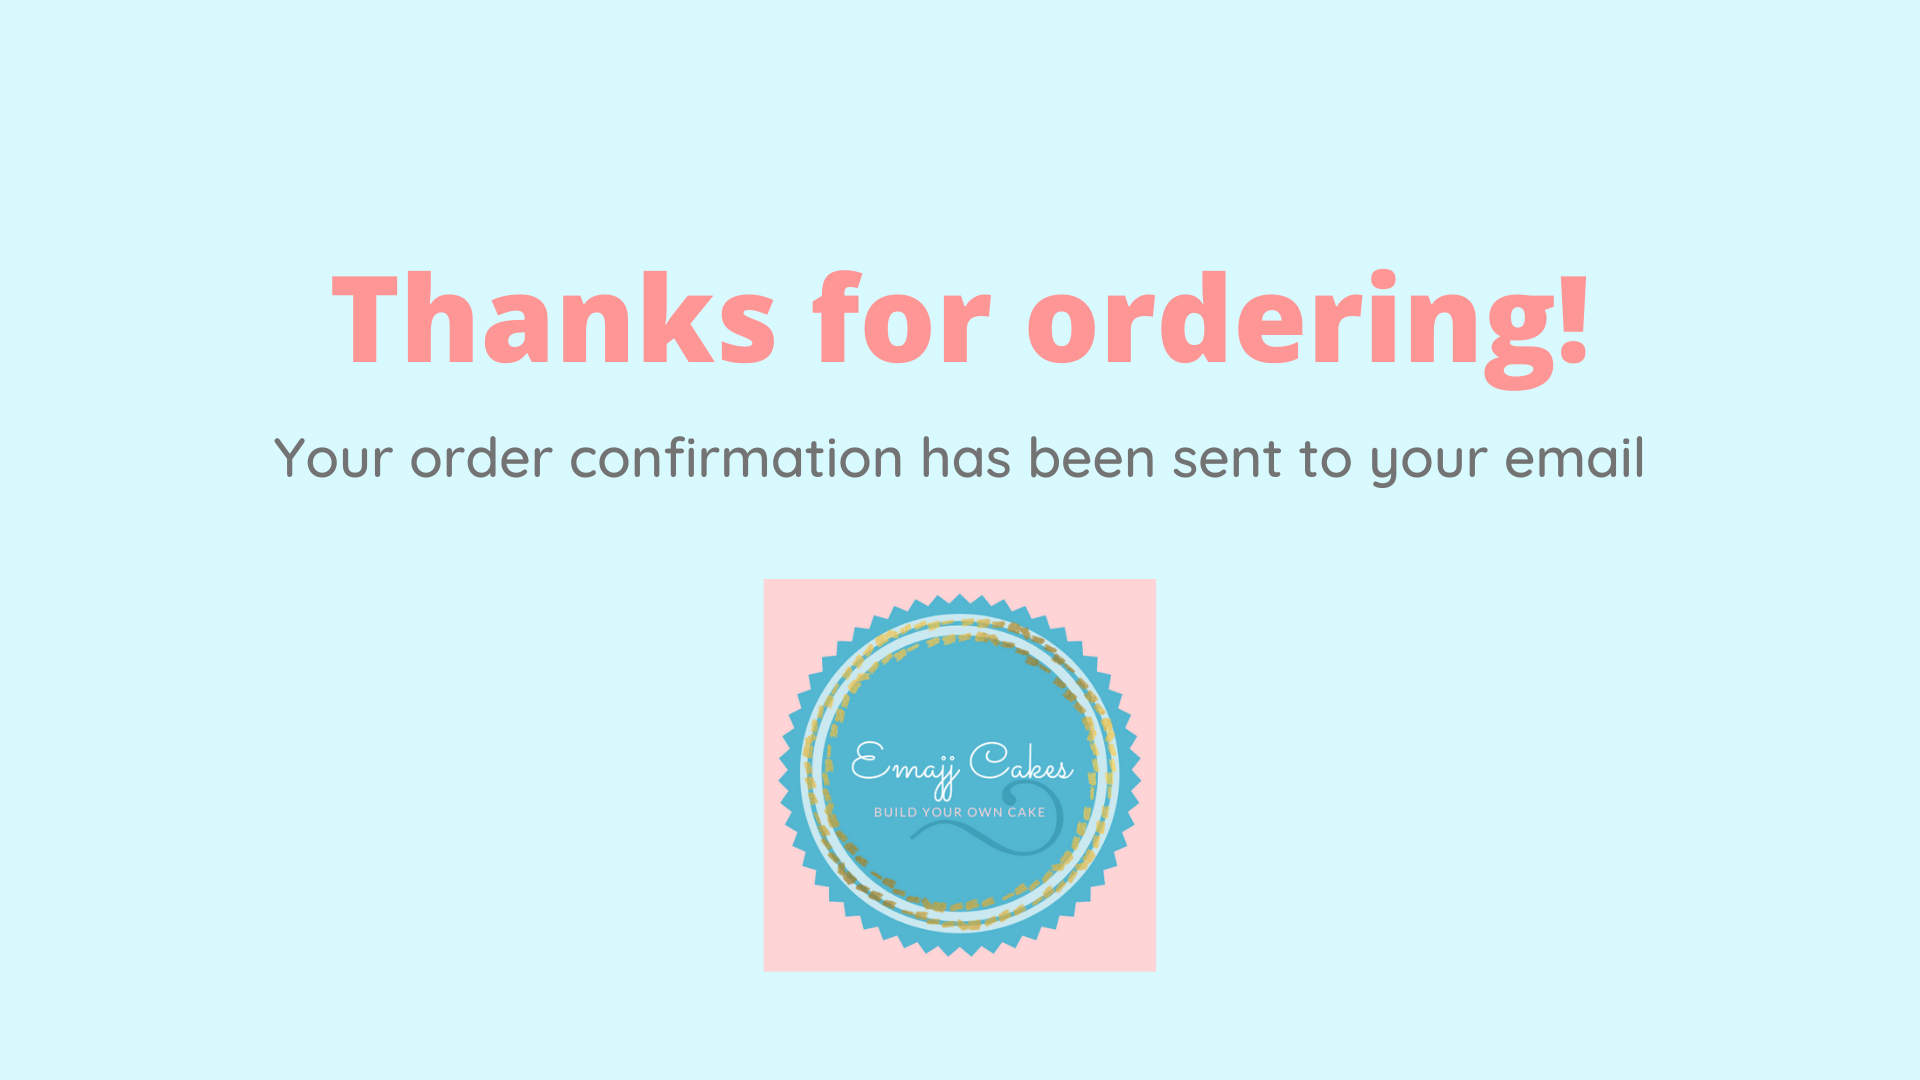 Thanks for ordering!
Your order confirmation has been sent to your email
Emajj Cakes
BUILD YOUR OWN CAKE